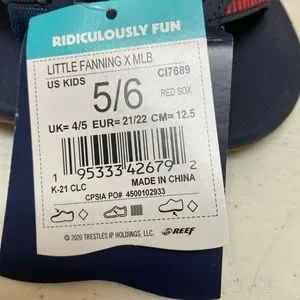 RIDICULOUSLY FUN
LITTLE FANNING X MLB
US KIDS CI7689
5/6 RED SOX
UK= 4/5 EUR= 21/22 CM= 12.5
1 95333 42679 2
K-21 CLC MADE IN CHINA
CPSIA PO# 4500102933
© 2020 TRESTLES IP HOLDINGS, LLC REEF